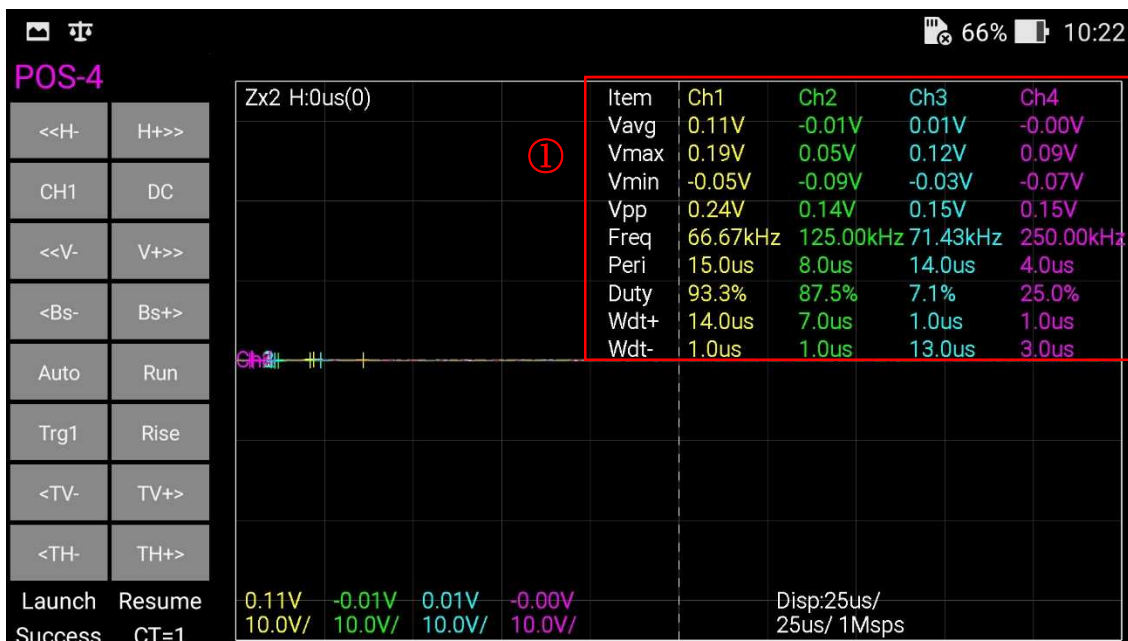 66% 10:22
POS-4
<<H- H+>>
CH1 DC
<<V- V+>>
<Bs- Bs+>
Auto Run
Trg1 Rise
<TV- TV+>
<TH- TH+>
Launch Resume
Success CT=1
Zx2 H:0us(0)
①
Item Ch1 Ch2 Ch3 Ch4
Vavg 0.11V -0.01V 0.01V -0.00V
Vmax 0.19V 0.05V 0.12V 0.09V
Vmin -0.05V -0.09V -0.03V -0.07V
Vpp 0.24V 0.14V 0.15V 0.15V
Freq 66.67kHz 125.00kHz 71.43kHz 250.00kHz
Peri 15.0us 8.0us 14.0us 4.0us
Duty 93.3% 87.5% 7.1% 25.0%
Wdt+ 14.0us 7.0us 1.0us 1.0us
Wdt- 1.0us 1.0us 13.0us 3.0us
0.11V -0.01V 0.01V -0.00V Disp:25us/
10.0V/ 10.0V/ 10.0V/ 10.0V/ 25us/ 1Msps